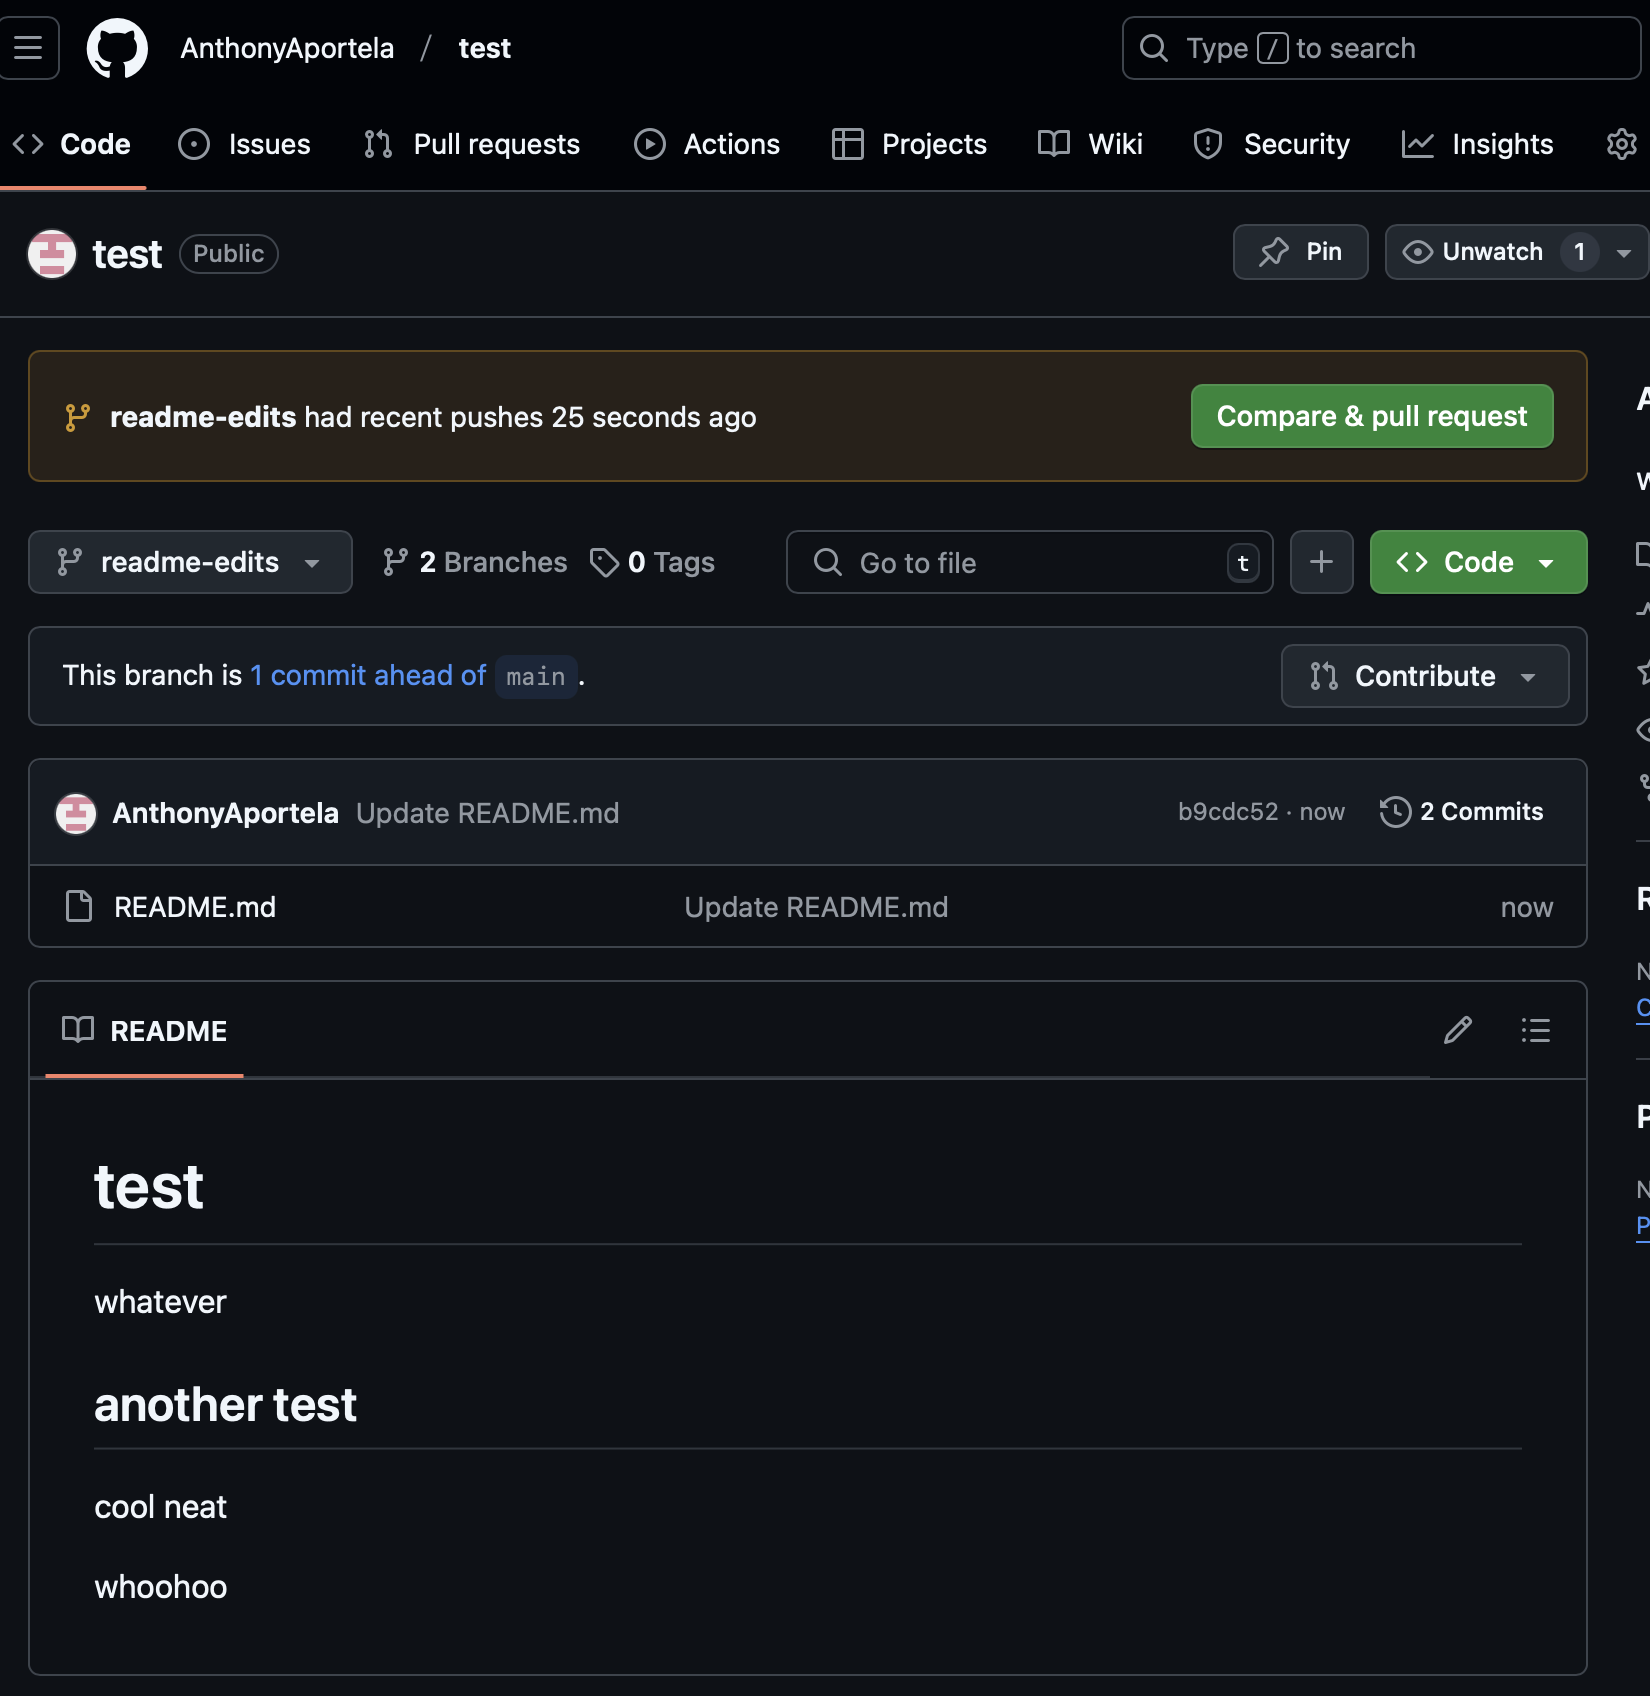 AnthonyAportela / test
Type / to search
Code Issues Pull requests Actions Projects Wiki Security Insights
test Public Pin Unwatch 1
readme-edits had recent pushes 25 seconds ago Compare & pull request
readme-edits 2 Branches 0 Tags Go to file t + Code
This branch is 1 commit ahead of main . Contribute
AnthonyAportela Update README.md b9cdc52 · now 2 Commits
README.md Update README.md now
README
test
whatever
another test
cool neat
whoohoo